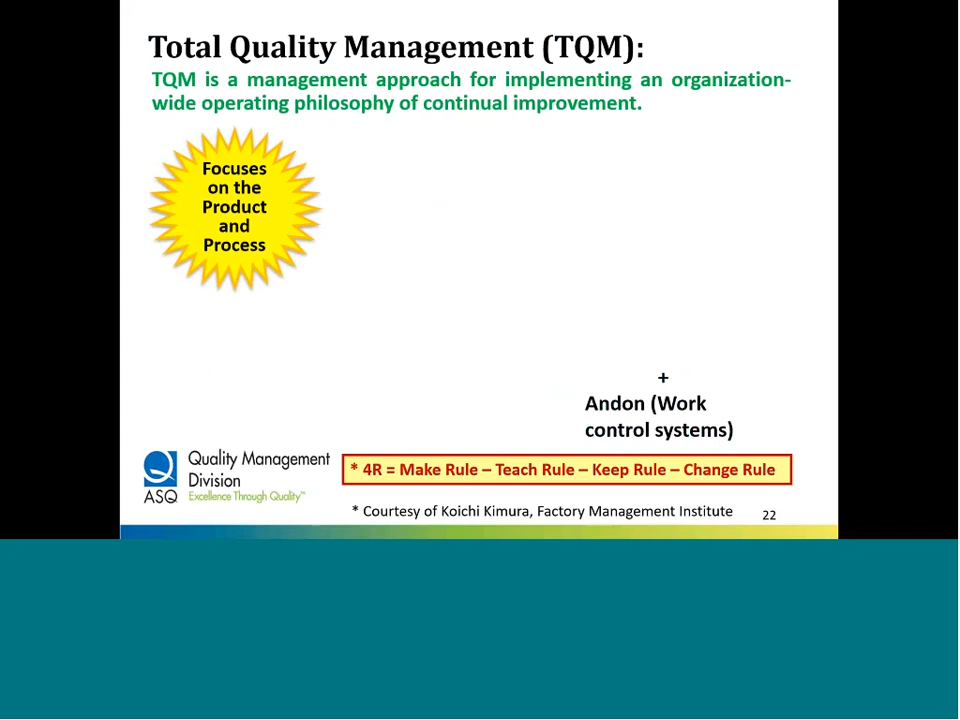 Total Quality Management (TQM):
TQM is a management approach for implementing an organization-
wide operating philosophy of continual improvement.
Focuses
on the
Product
and
Process
+
Andon (Work
control systems)
Quality Management
Division
ASQ Excellence Through Quality™
* 4R = Make Rule – Teach Rule – Keep Rule – Change Rule
* Courtesy of Koichi Kimura, Factory Management Institute
22